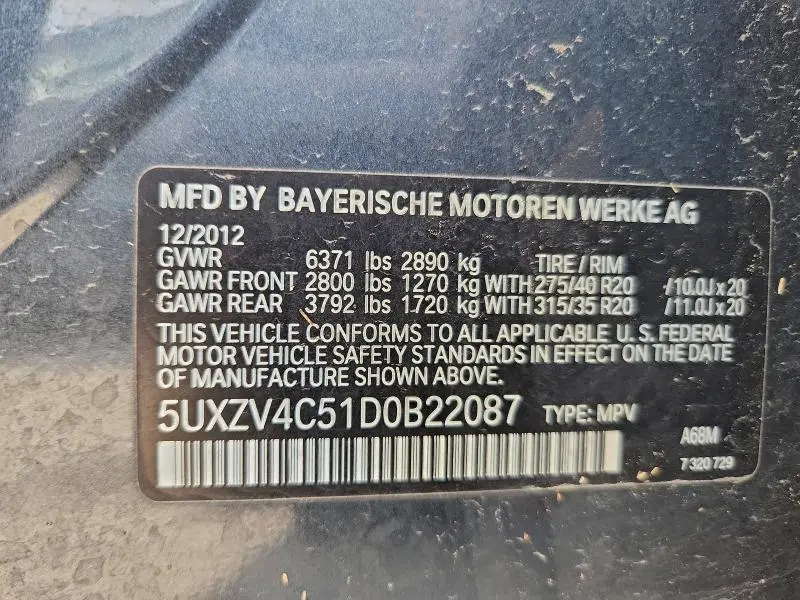 MFD BY BAYERISCHE MOTOREN WERKE AG
12/2012
GVWR 6371 lbs 2890 kg TIRE / RIM
GAWR FRONT 2800 lbs 1270 kg WITH 275/40 R20 /10.0J x 20
GAWR REAR 3792 lbs 1720 kg WITH 315/35 R20 /11.0J x 20
THIS VEHICLE CONFORMS TO ALL APPLICABLE U. S. FEDERAL
MOTOR VEHICLE SAFETY STANDARDS IN EFFECT ON THE DATE
OF MANUFACTURE SHOWN ABOVE.
5UXZV4C51D0B22087 TYPE: MPV
A68M
7 320 729